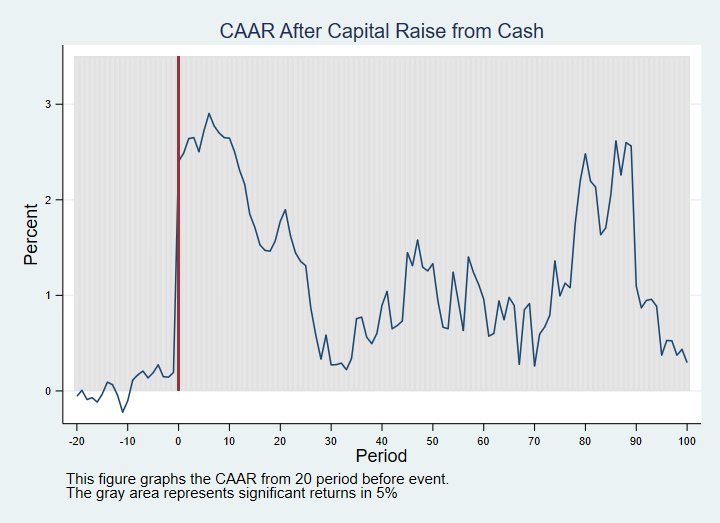 CAAR After Capital Raise from Cash
Percent
3
2
1
0
-20 -10 0 10 20 30 40 50 60 70 80 90 100
Period
This figure graphs the CAAR from 20 period before event.
The gray area represents significant returns in 5%